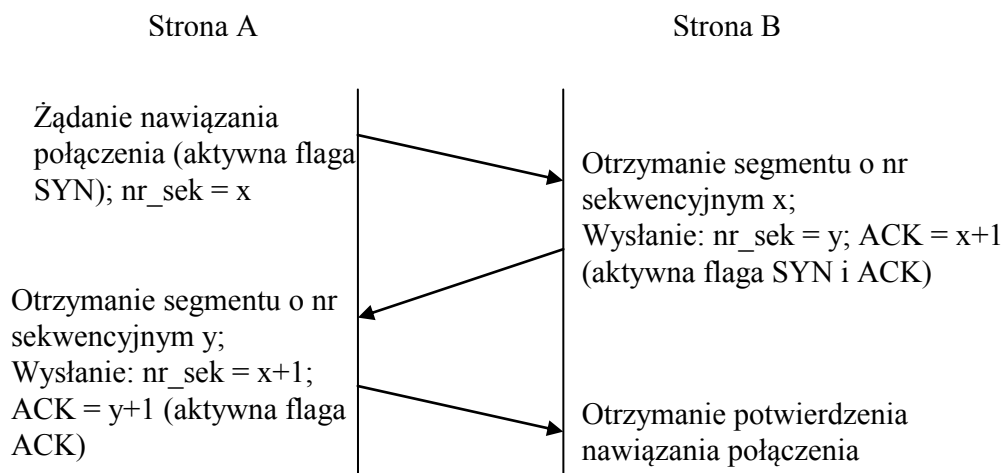 Strona A
Strona B
Żądanie nawiązania
połączenia (aktywna flaga
SYN); nr_sek = x
Otrzymanie segmentu o nr
sekwencyjnym x;
Wysłanie: nr_sek = y; ACK = x+1
(aktywna flaga SYN i ACK)
Otrzymanie segmentu o nr
sekwencyjnym y;
Wysłanie: nr_sek = x+1;
ACK = y+1 (aktywna flaga
ACK)
Otrzymanie potwierdzenia
nawiązania połączenia